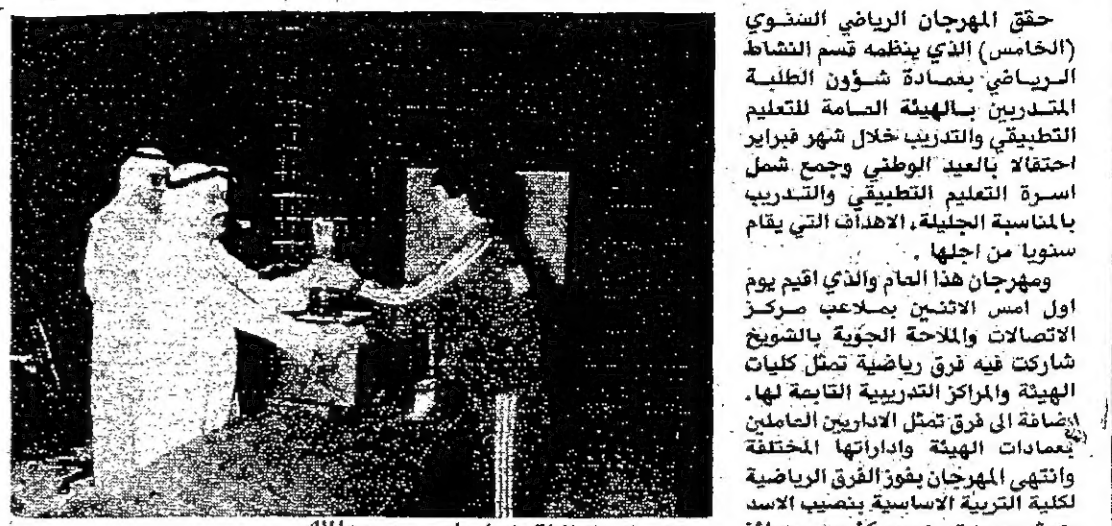 حقق المهرجان الرياضي السنوي
(الخامس) الذي ينظمه قسم النشاط
الرياضي بعمادة شؤون الطلبة
المتدربين بالهيئة العامة للتعليم
التطبيقي والتدريب خلال شهر فبراير
احتفالا بالعيد الوطني وجمع شمل
اسرة التعليم التطبيقي والتدريب
بالمناسبة الجليلة، الاهداف التي يقام
سنويا من اجلها .
ومهرجان هذا العام والذي اقيم يوم
اول امس الاثنين بملاعب مركز
الاتصالات والملاحة الجوية بالشويخ
شاركت فيه فرق رياضية تمثل كليات
الهيئة والمراكز التدريبية التابعة لها.
إضافة الى فرق تمثل الاداريين العاملين
بعمادات الهيئة واداراتها المختلفة
وانتهى المهرجان بفوز الفرق الرياضية
لكلية التربية الاساسية بنصيب الاسد